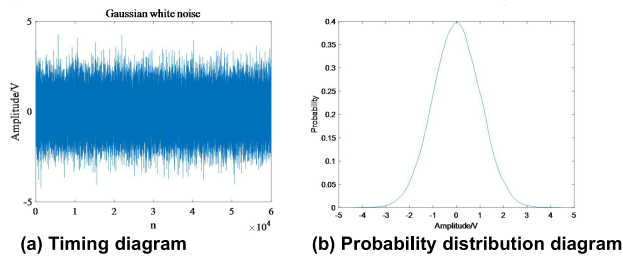 Gaussian white noise
5
0
-5
Amplitude/V
0 1 2 3 4 5 6
n
×10⁴
(a) Timing diagram
0.4
0.35
0.3
0.25
0.2
0.15
0.1
0.05
0
Probability
-5 -4 -3 -2 -1 0 1 2 3 4 5
Amplitude/V
(b) Probability distribution diagram